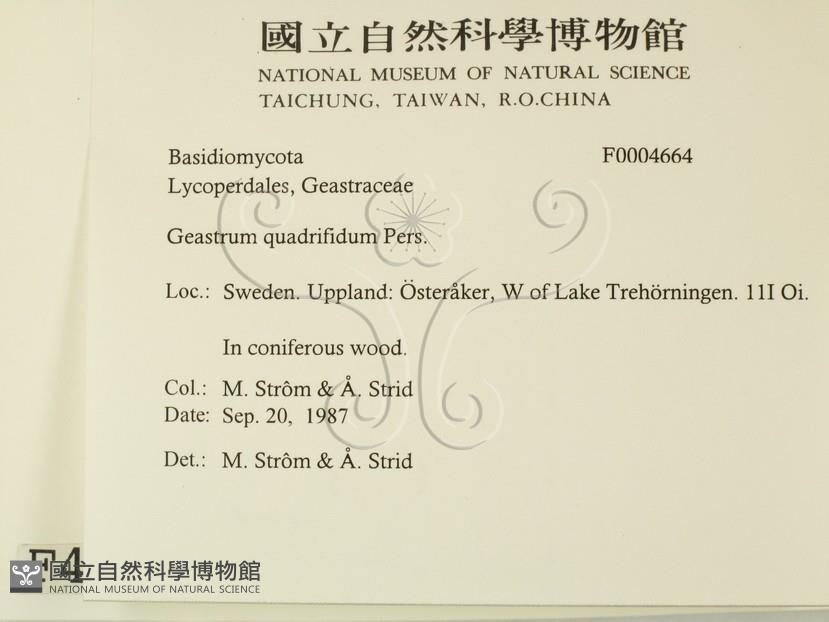 國立自然科學博物館
NATIONAL MUSEUM OF NATURAL SCIENCE
TAICHUNG, TAIWAN, R.O.CHINA
Basidiomycota F0004664
Lycoperdales, Geastraceae
Geastrum quadrifidum Pers.
Loc.: Sweden. Uppland: Österåker, W of Lake Trehörningen. 11I Oi.
In coniferous wood.
Col.: M. Strôm & Å. Strid
Date: Sep. 20, 1987
Det.: M. Strôm & Å. Strid
F4
國立自然科學博物館
NATIONAL MUSEUM OF NATURAL SCIENCE